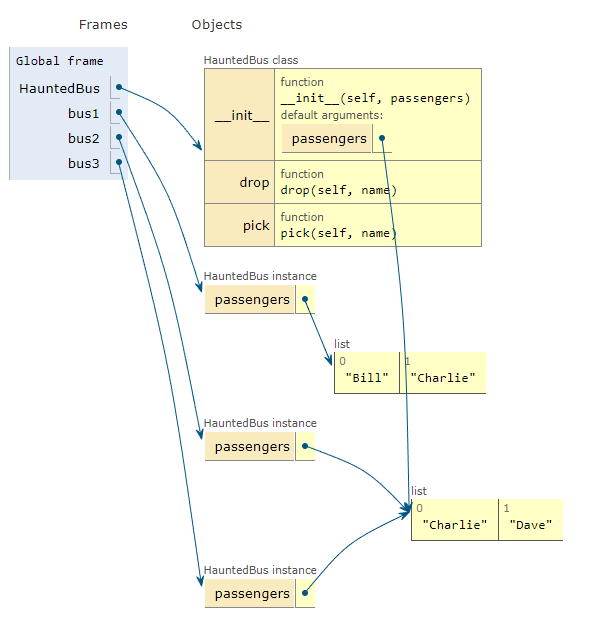 Frames Objects
Global frame
HauntedBus
bus1
bus2
bus3
HauntedBus class
__init__
function
__init__(self, passengers)
default arguments:
passengers
drop
function
drop(self, name)
pick
function
pick(self, name)
HauntedBus instance
passengers
list
0 1
"Bill" "Charlie"
HauntedBus instance
passengers
list
0 1
"Charlie" "Dave"
HauntedBus instance
passengers